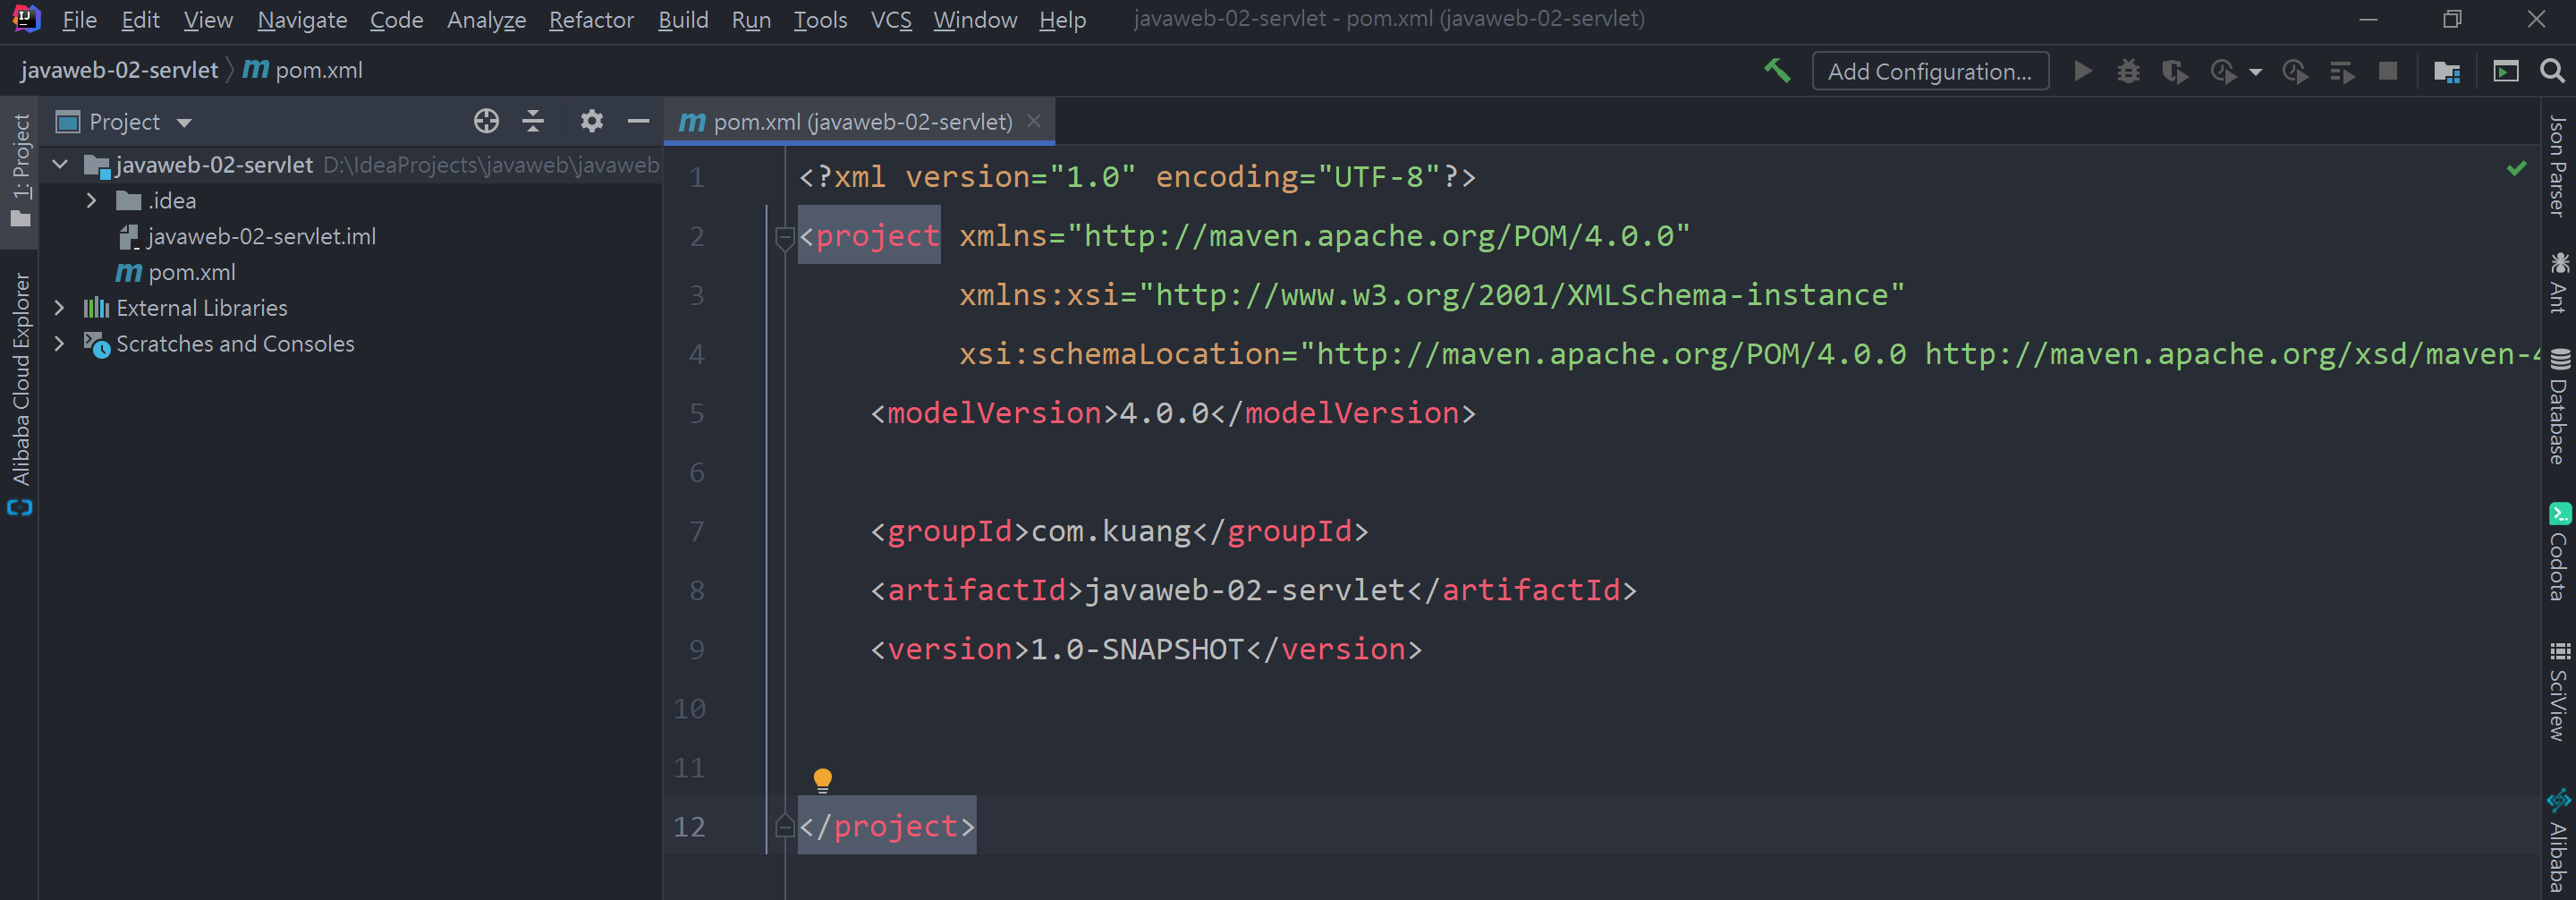 File Edit View Navigate Code Analyze Refactor Build Run Tools VCS Window Help javaweb-02-servlet - pom.xml (javaweb-02-servlet)
javaweb-02-servlet pom.xml Add Configuration...
1: Project
Alibaba Cloud Explorer
Project
javaweb-02-servlet D:\IdeaProjects\javaweb\javaweb
.idea
javaweb-02-servlet.iml
pom.xml
External Libraries
Scratches and Consoles
pom.xml (javaweb-02-servlet)
1 <?xml version="1.0" encoding="UTF-8"?>
2 <project xmlns="http://maven.apache.org/POM/4.0.0"
3 xmlns:xsi="http://www.w3.org/2001/XMLSchema-instance"
4 xsi:schemaLocation="http://maven.apache.org/POM/4.0.0 http://maven.apache.org/xsd/maven-4
5 <modelVersion>4.0.0</modelVersion>
6
7 <groupId>com.kuang</groupId>
8 <artifactId>javaweb-02-servlet</artifactId>
9 <version>1.0-SNAPSHOT</version>
10
11
12 </project>
Json Parser
Ant
Database
Codota
SciView
Alibaba